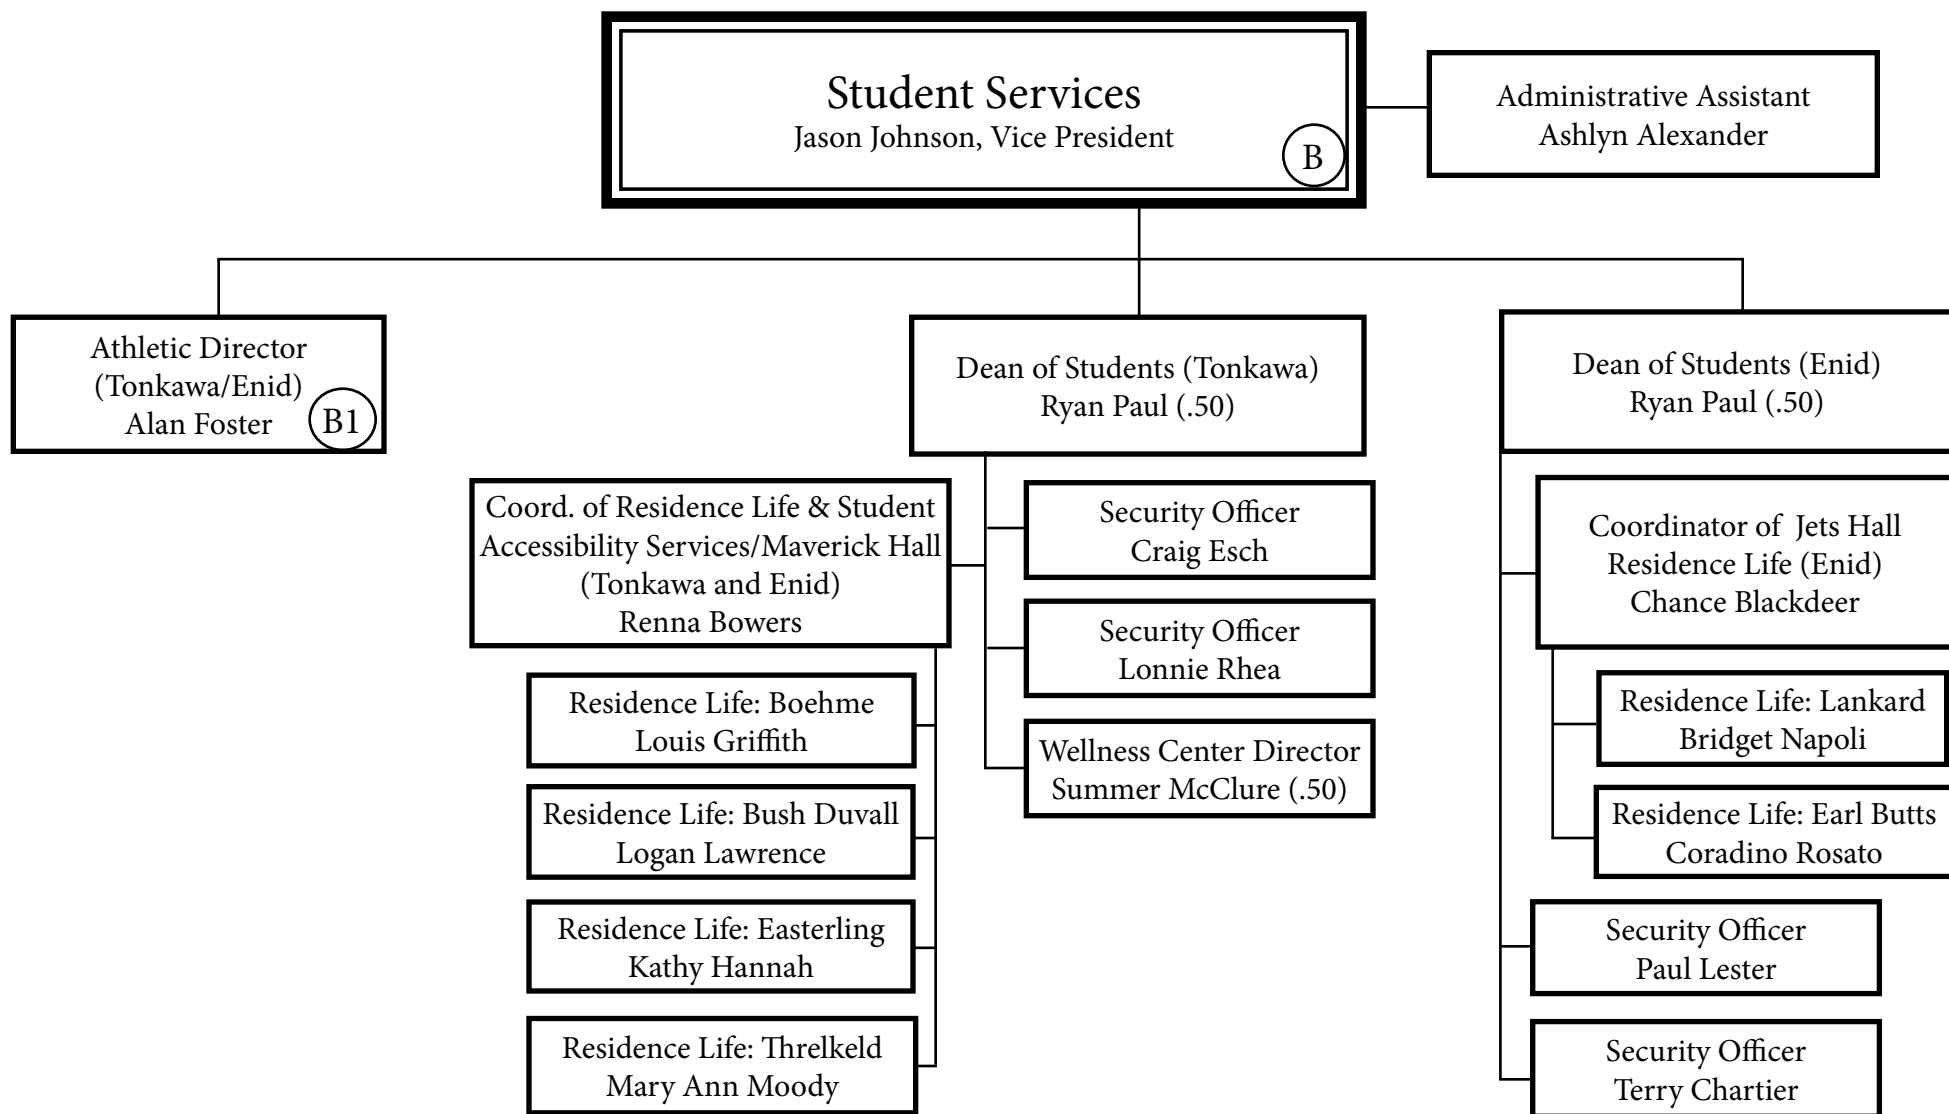 Student Services
Jason Johnson, Vice President
B
Administrative Assistant
Ashlyn Alexander
Athletic Director
(Tonkawa/Enid)
Alan Foster
B1
Dean of Students (Tonkawa)
Ryan Paul (.50)
Dean of Students (Enid)
Ryan Paul (.50)
Coord. of Residence Life & Student
Accessibility Services/Maverick Hall
(Tonkawa and Enid)
Renna Bowers
Residence Life: Boehme
Louis Griffith
Residence Life: Bush Duvall
Logan Lawrence
Residence Life: Easterling
Kathy Hannah
Residence Life: Threlkeld
Mary Ann Moody
Security Officer
Craig Esch
Security Officer
Lonnie Rhea
Wellness Center Director
Summer McClure (.50)
Coordinator of Jets Hall
Residence Life (Enid)
Chance Blackdeer
Residence Life: Lankard
Bridget Napoli
Residence Life: Earl Butts
Coradino Rosato
Security Officer
Paul Lester
Security Officer
Terry Chartier